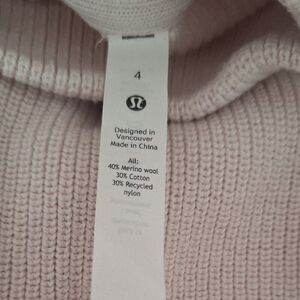 4
Designed in
Vancouver
Made in China
All:
40% Merino wool
30% Cotton
30% Recycled
nylon